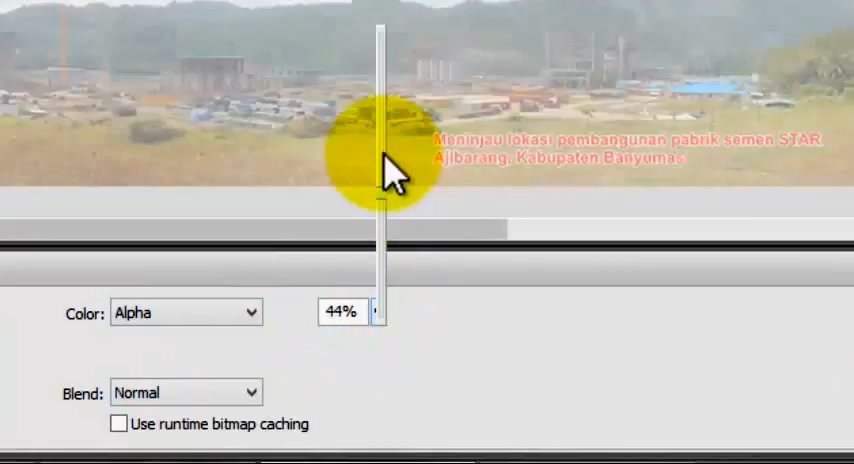 Meninjau lokasi pembangunan pabrik semen STAR
Ajibarang, Kabupaten Banyumas
Color: Alpha 44%
Blend: Normal
Use runtime bitmap caching